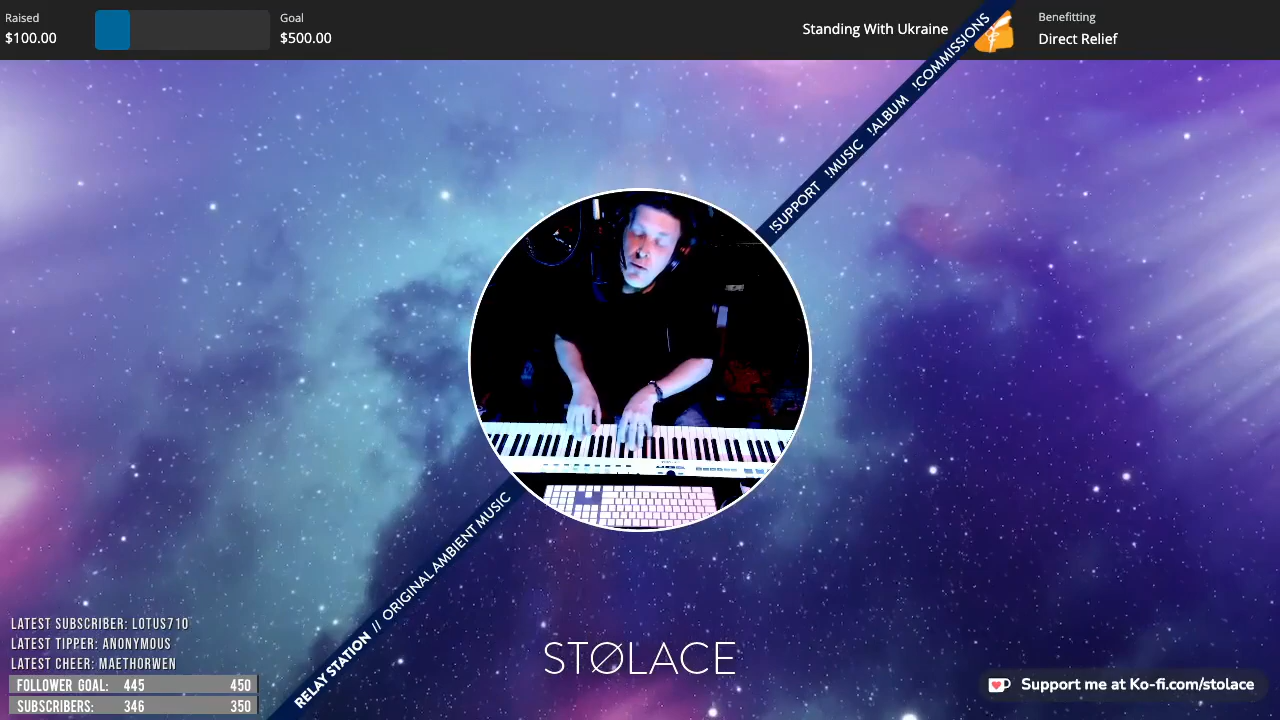 Raised
$100.00
Goal
$500.00
Standing With Ukraine
Benefitting
Direct Relief
!SUPPORT !MUSIC !ALBUM !COMMISSIONS
RELAY STATION // ORIGINAL AMBIENT MUSIC
STØLACE
LATEST SUBSCRIBER: LOTUS710
LATEST TIPPER: ANONYMOUS
LATEST CHEER: MAETHORWEN
FOLLOWER GOAL: 445 450
SUBSCRIBERS: 346 350
Support me at Ko-fi.com/stolace